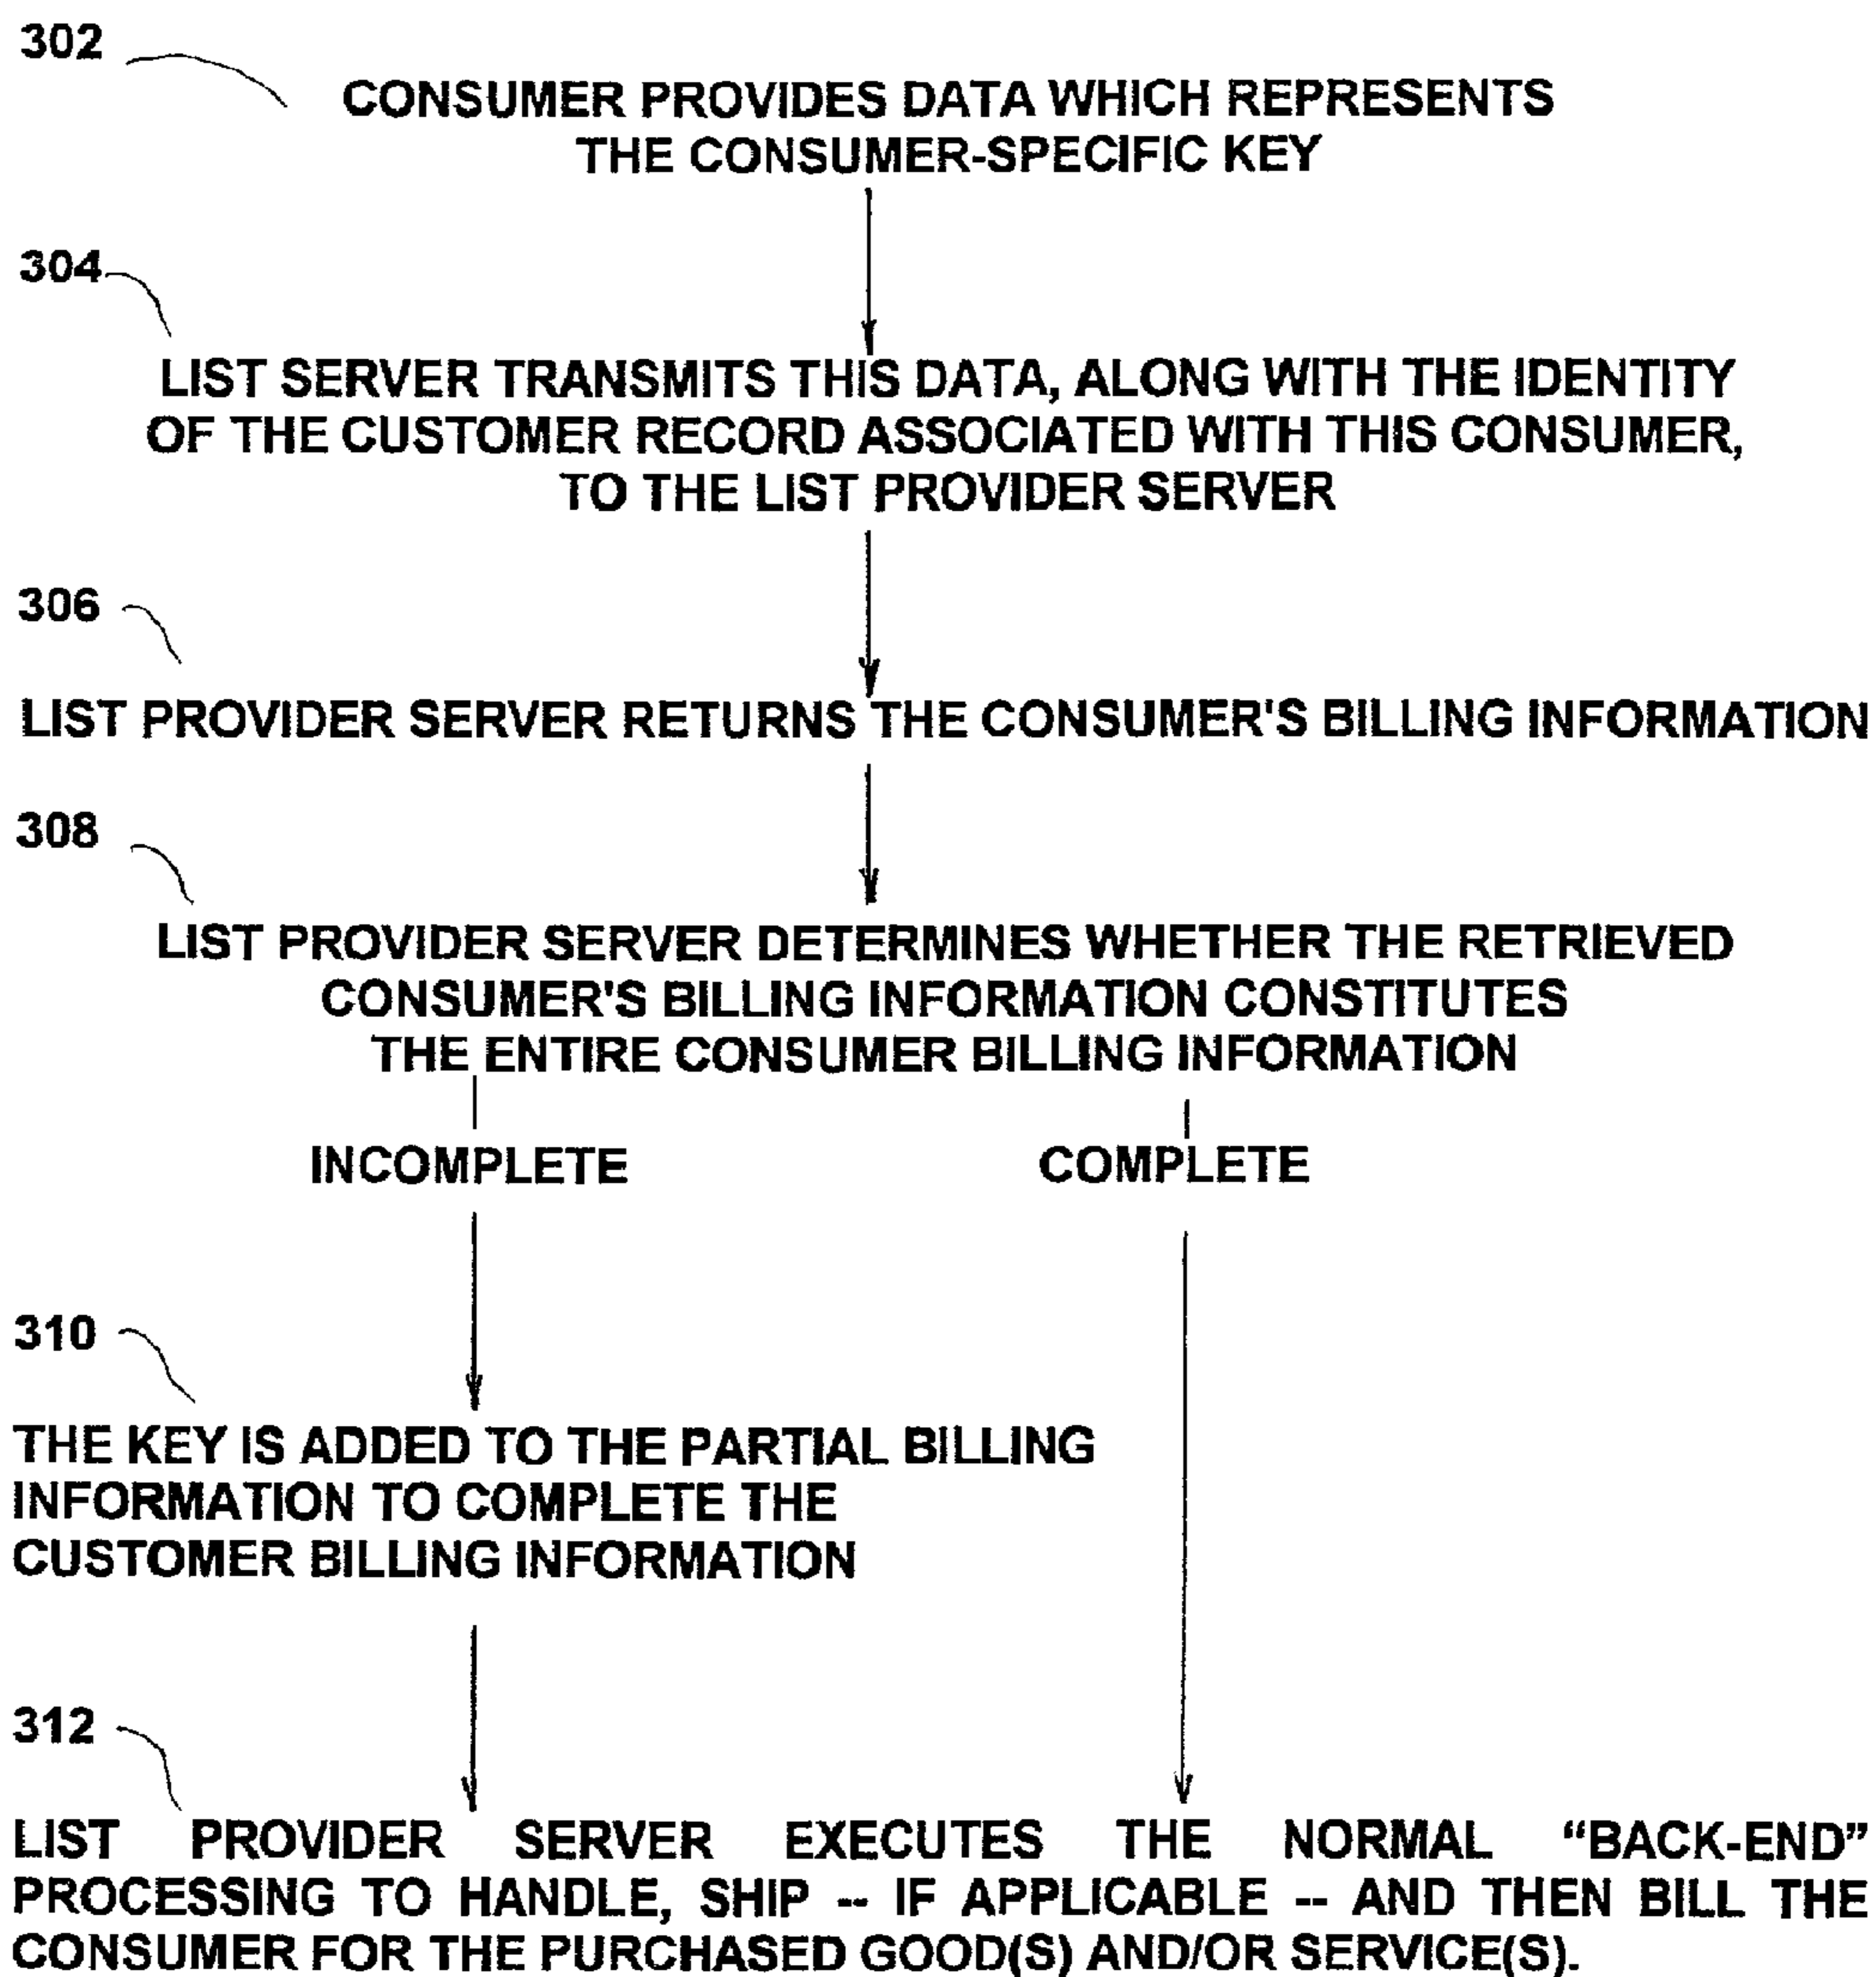 302
CONSUMER PROVIDES DATA WHICH REPRESENTS
THE CONSUMER-SPECIFIC KEY
304
LIST SERVER TRANSMITS THIS DATA, ALONG WITH THE IDENTITY
OF THE CUSTOMER RECORD ASSOCIATED WITH THIS CONSUMER,
TO THE LIST PROVIDER SERVER
306
LIST PROVIDER SERVER RETURNS THE CONSUMER'S BILLING INFORMATION
308
LIST PROVIDER SERVER DETERMINES WHETHER THE RETRIEVED
CONSUMER'S BILLING INFORMATION CONSTITUTES
THE ENTIRE CONSUMER BILLING INFORMATION
INCOMPLETE
COMPLETE
310
THE KEY IS ADDED TO THE PARTIAL BILLING
INFORMATION TO COMPLETE THE
CUSTOMER BILLING INFORMATION
312
LIST PROVIDER SERVER EXECUTES THE NORMAL “BACK-END”
PROCESSING TO HANDLE, SHIP -- IF APPLICABLE -- AND THEN BILL THE
CONSUMER FOR THE PURCHASED GOOD(S) AND/OR SERVICE(S).